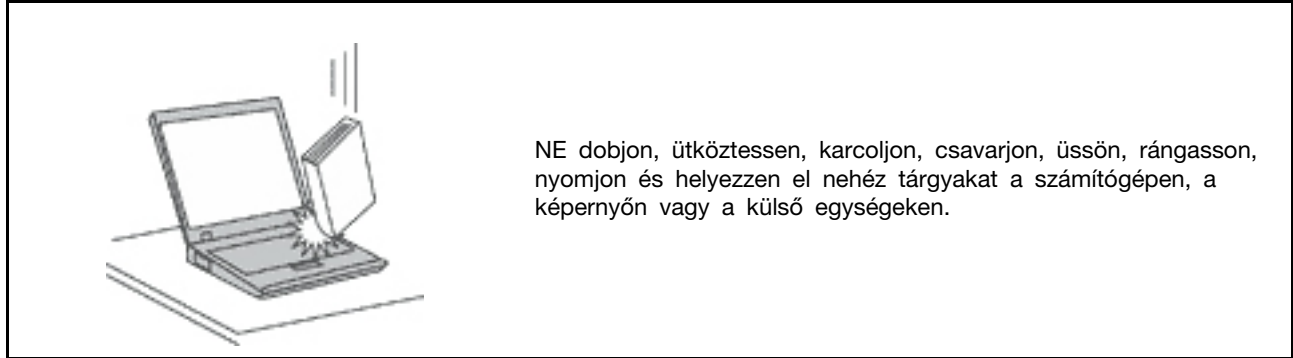 NE dobjon, ütköztessen, karcoljon, csavarjon, üssön, rángasson,
nyomjon és helyezzen el nehéz tárgyakat a számítógépen, a
képernyőn vagy a külső egységeken.